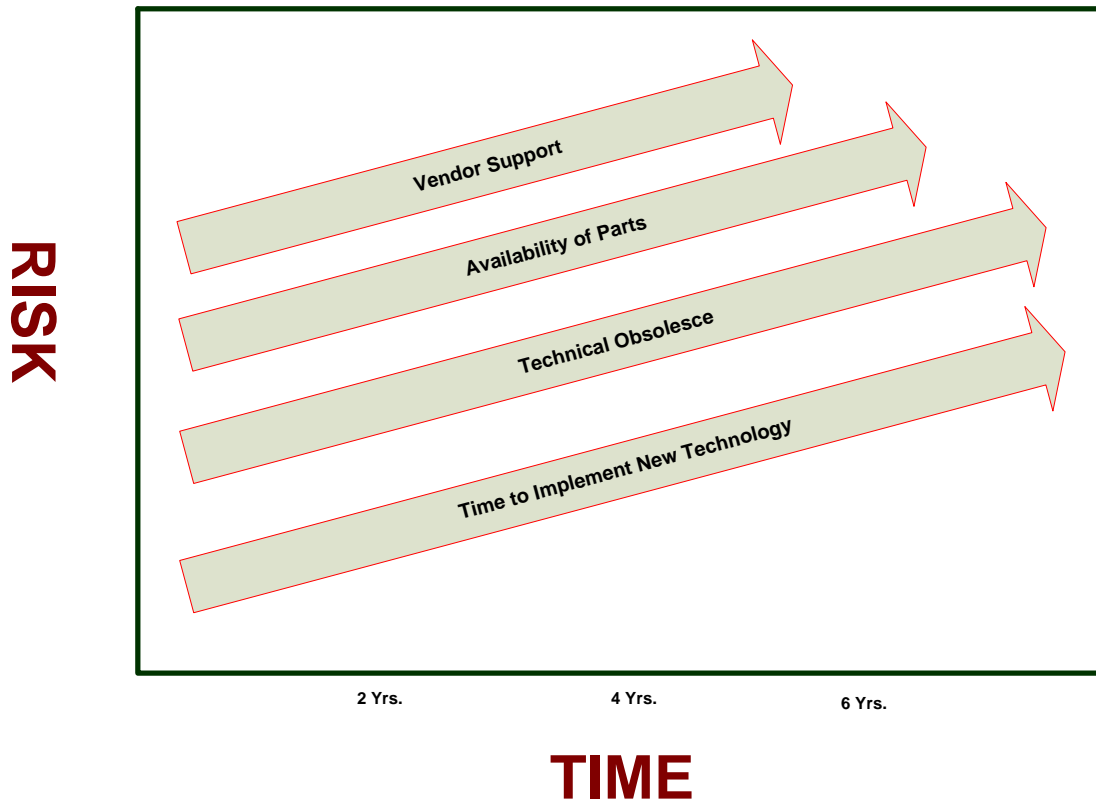 RISK
Vendor Support
Availability of Parts
Technical Obsolesce
Time to Implement New Technology
2 Yrs.
4 Yrs.
6 Yrs.
TIME